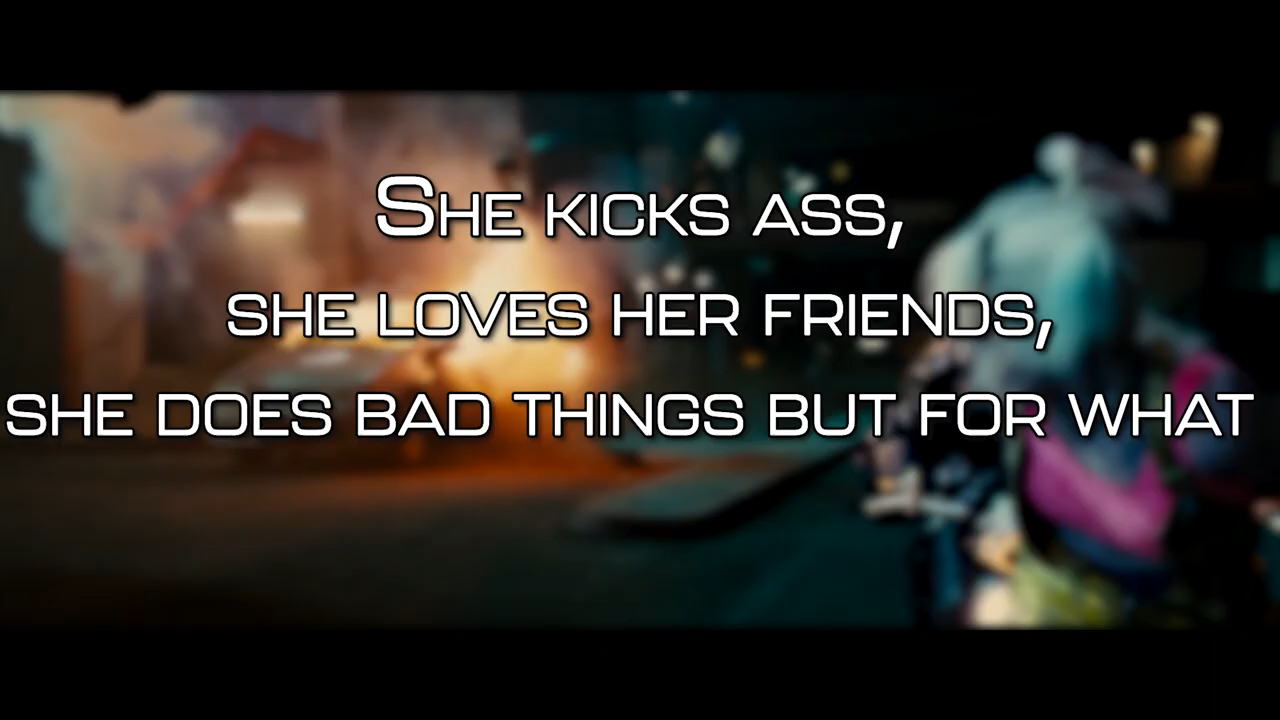 She kicks ass,
she loves her friends,
she does bad things but for what